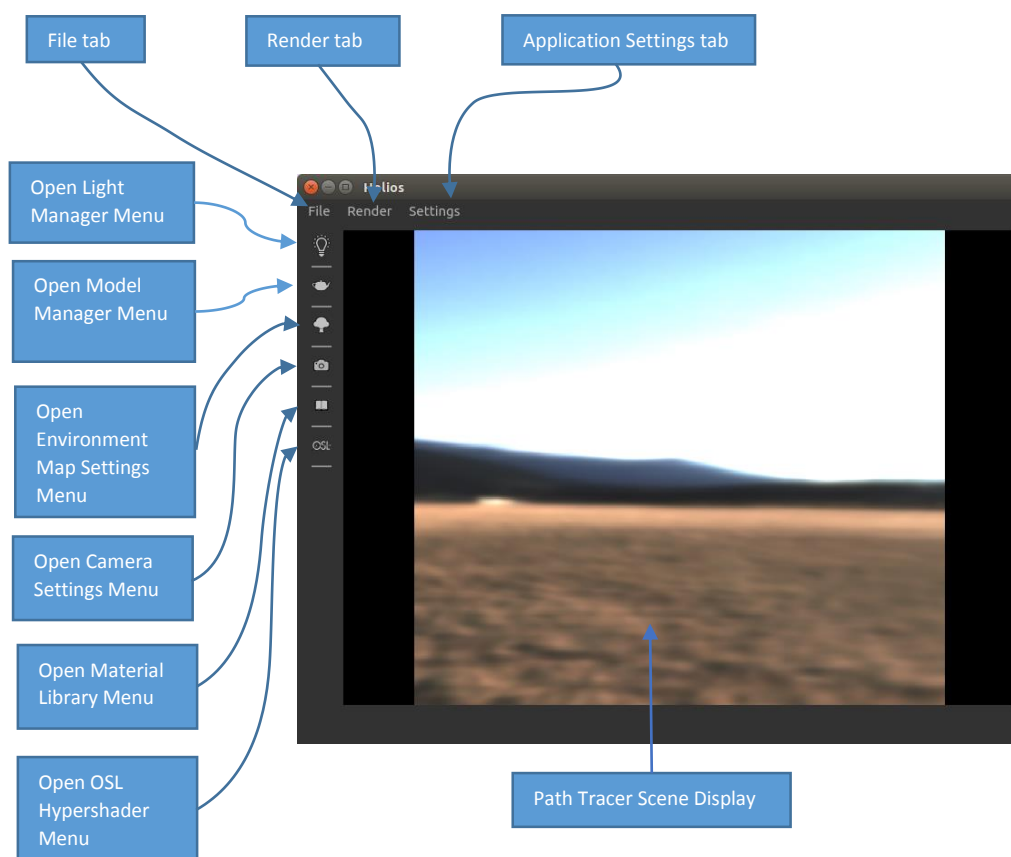 File tab
Render tab
Application Settings tab
Open Light
Manager Menu
Helios
File Render Settings
Open Model
Manager Menu
Open
Environment
Map Settings
Menu
OSL
Open Camera
Settings Menu
Open Material
Library Menu
Open OSL
Hypershader
Menu
Path Tracer Scene Display